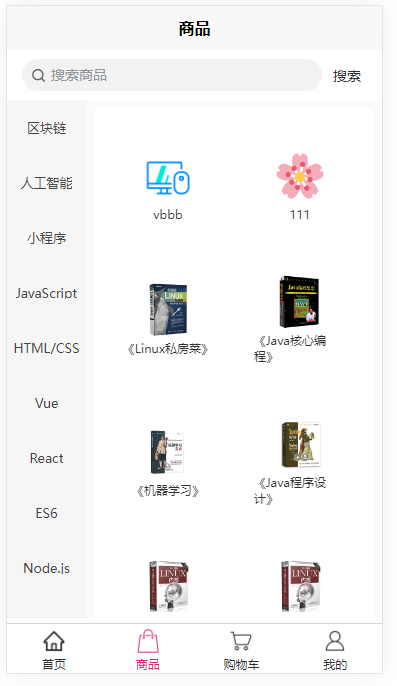 商品
搜索商品
搜索
区块链
人工智能
小程序
JavaScript
HTML/CSS
Vue
React
ES6
Node.js
vbbb
111
LINUX
《Linux私房菜》
《Java核心编
程》
《机器学习》
《Java程序设
计》
LINUX
LINUX
首页
商品
购物车
我的